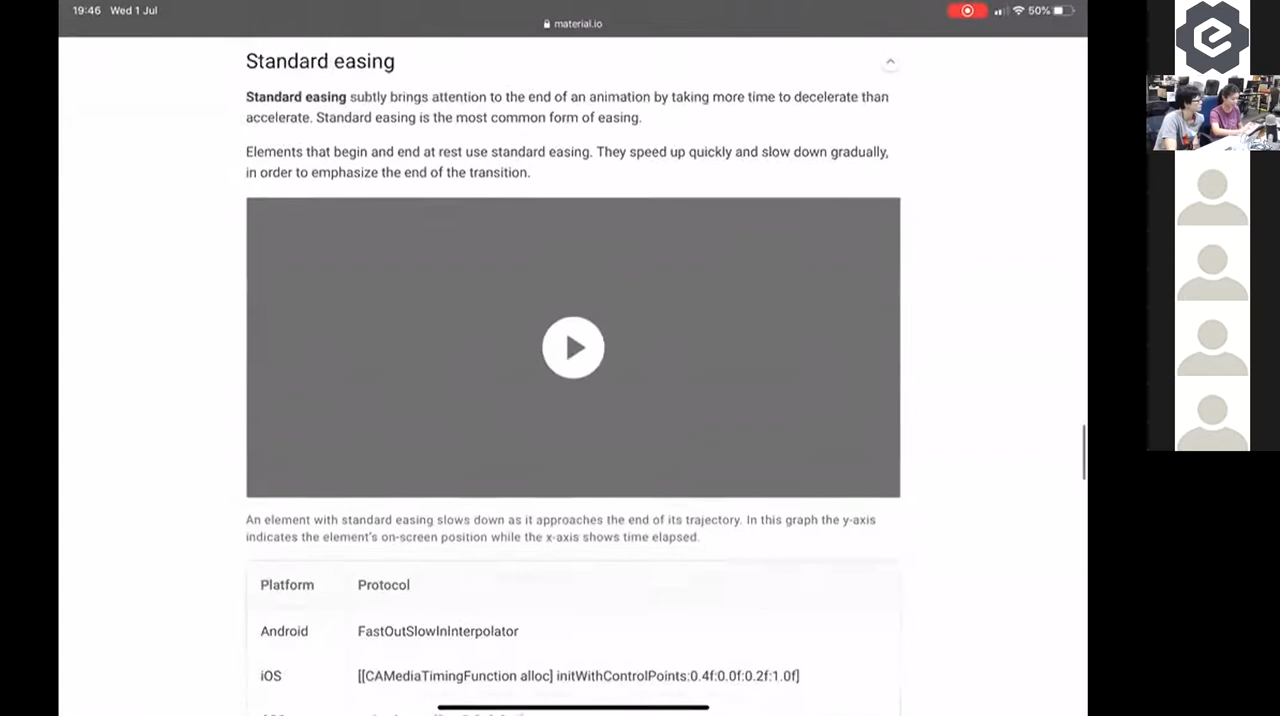 19:46 Wed 1 Jul
50%
material.io
Standard easing
Standard easing subtly brings attention to the end of an animation by taking more time to decelerate than
accelerate. Standard easing is the most common form of easing.
Elements that begin and end at rest use standard easing. They speed up quickly and slow down gradually,
in order to emphasize the end of the transition.
An element with standard easing slows down as it approaches the end of its trajectory. In this graph the y-axis
indicates the element's on-screen position while the x-axis shows time elapsed.
Platform Protocol
Android FastOutSlowInInterpolator
iOS [[CAMediaTimingFunction alloc] initWithControlPoints:0.4f:0.0f:0.2f:1.0f]